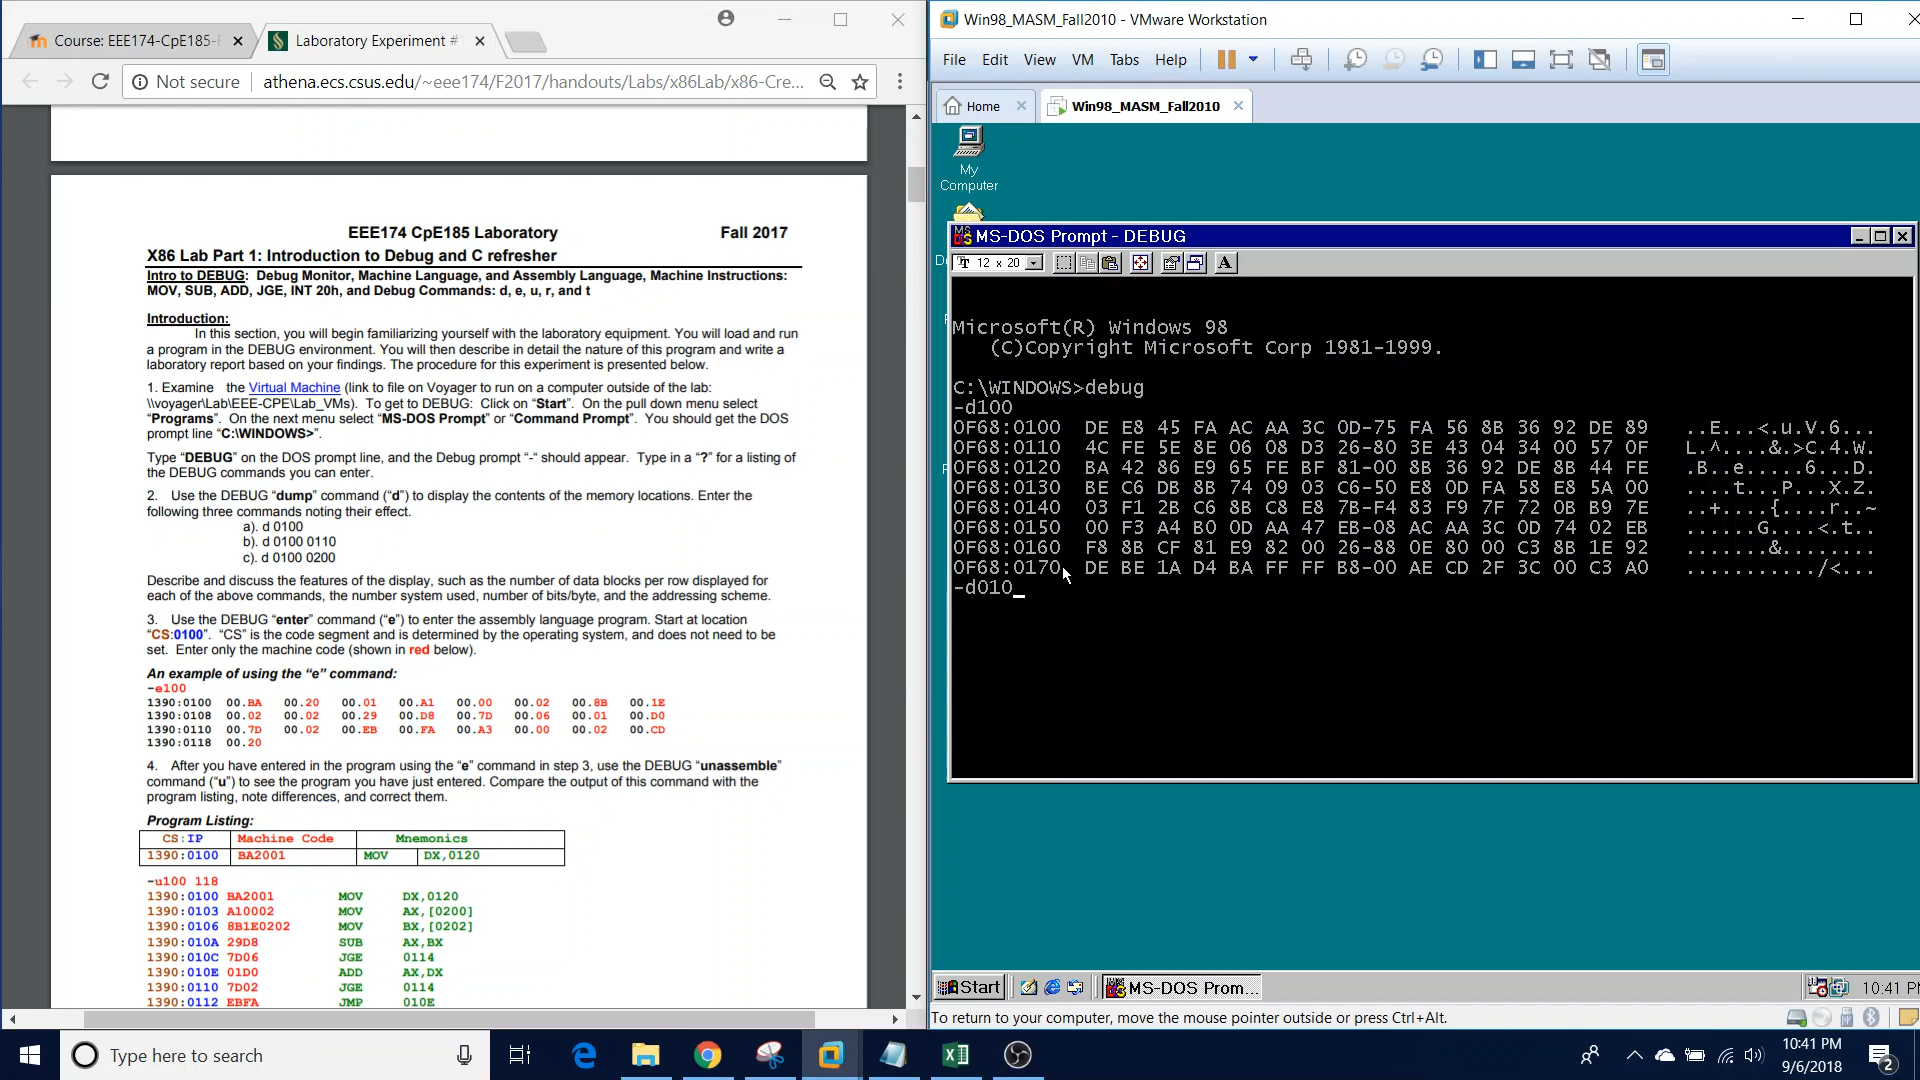 Course: EEE174-CpE185-F
Laboratory Experiment #
Not secure
athena.ecs.csus.edu/~eee174/F2017/handouts/Labs/x86Lab/x86-Cre...
EEE174 CpE185 Laboratory Fall 2017
X86 Lab Part 1: Introduction to Debug and C refresher
Intro to DEBUG: Debug Monitor, Machine Language, and Assembly Language, Machine Instructions:
MOV, SUB, ADD, JGE, INT 20h, and Debug Commands: d, e, u, r, and t
Introduction:
In this section, you will begin familiarizing yourself with the laboratory equipment. You will load and run
a program in the DEBUG environment. You will then describe in detail the nature of this program and write a
laboratory report based on your findings. The procedure for this experiment is presented below.
1. Examine the Virtual Machine (link to file on Voyager to run on a computer outside of the lab:
\\voyager\Lab\EEE-CPE\Lab_VMs). To get to DEBUG: Click on “Start”. On the pull down menu select
“Programs”. On the next menu select “MS-DOS Prompt” or “Command Prompt”. You should get the DOS
prompt line “C:\WINDOWS>”.
Type “DEBUG” on the DOS prompt line, and the Debug prompt “-“ should appear. Type in a “?” for a listing of
the DEBUG commands you can enter.
2. Use the DEBUG “dump” command (“d”) to display the contents of the memory locations. Enter the
following three commands noting their effect.
a). d 0100
b). d 0100 0110
c). d 0100 0200
Describe and discuss the features of the display, such as the number of data blocks per row displayed for
each of the above commands, the number system used, number of bits/byte, and the addressing scheme.
3. Use the DEBUG “enter” command (“e”) to enter the assembly language program. Start at location
“CS:0100”. “CS” is the code segment and is determined by the operating system, and does not need to be
set. Enter only the machine code (shown in red below).
An example of using the “e” command:
-e100
1390:0100 00.BA 00.20 00.01 00.A1 00.00 00.02 00.8B 00.1E
1390:0108 00.02 00.02 00.29 00.D8 00.7D 00.06 00.01 00.D0
1390:0110 00.7D 00.02 00.EB 00.FA 00.A3 00.00 00.02 00.CD
1390:0118 00.20
4. After you have entered in the program using the “e” command in step 3, use the DEBUG “unassemble”
command (“u”) to see the program you have just entered. Compare the output of this command with the
program listing, note differences, and correct them.
Program Listing:
CS:IP Machine Code Mnemonics
1390:0100 BA2001 MOV DX,0120
-u100 118
1390:0100 BA2001 MOV DX,0120
1390:0103 A10002 MOV AX,[0200]
1390:0106 8B1E0202 MOV BX,[0202]
1390:010A 29D8 SUB AX,BX
1390:010C 7D06 JGE 0114
1390:010E 01D0 ADD AX,DX
1390:0110 7D02 JGE 0114
1390:0112 EBFA JMP 010E
Win98_MASM_Fall2010 - VMware Workstation
File Edit View VM Tabs Help
Home Win98_MASM_Fall2010
My
Computer
MS-DOS Prompt - DEBUG
12 x 20
A
Microsoft(R) Windows 98
(C)Copyright Microsoft Corp 1981-1999.
C:\WINDOWS>debug
-d100
0F68:0100 DE E8 45 FA AC AA 3C 0D-75 FA 56 8B 36 92 DE 89 ..E...<.u.V.6...
0F68:0110 4C FE 5E 8E 06 08 D3 26-80 3E 43 04 34 00 57 0F L.^....&.>C.4.W.
0F68:0120 BA 42 86 E9 65 FE BF 81-00 8B 36 92 DE 8B 44 FE .B..e.....6...D.
0F68:0130 BE C6 DB 8B 74 09 03 C6-50 E8 0D FA 58 E8 5A 00 ....t...P...X.Z.
0F68:0140 03 F1 2B C6 8B C8 E8 7B-F4 83 F9 7F 72 0B B9 7E ..+....{....r..~
0F68:0150 00 F3 A4 B0 0D AA 47 EB-08 AC AA 3C 0D 74 02 EB ......G....<.t..
0F68:0160 F8 8B CF 81 E9 82 00 26-88 0E 80 00 C3 8B 1E 92 .......&........
0F68:0170 DE BE 1A D4 BA FF FF B8-00 AE CD 2F 3C 00 C3 A0 .........../<...
-d010_
Start MS-DOS Prom... 10:41 PM
To return to your computer, move the mouse pointer outside or press Ctrl+Alt.
Type here to search
10:41 PM
9/6/2018
2